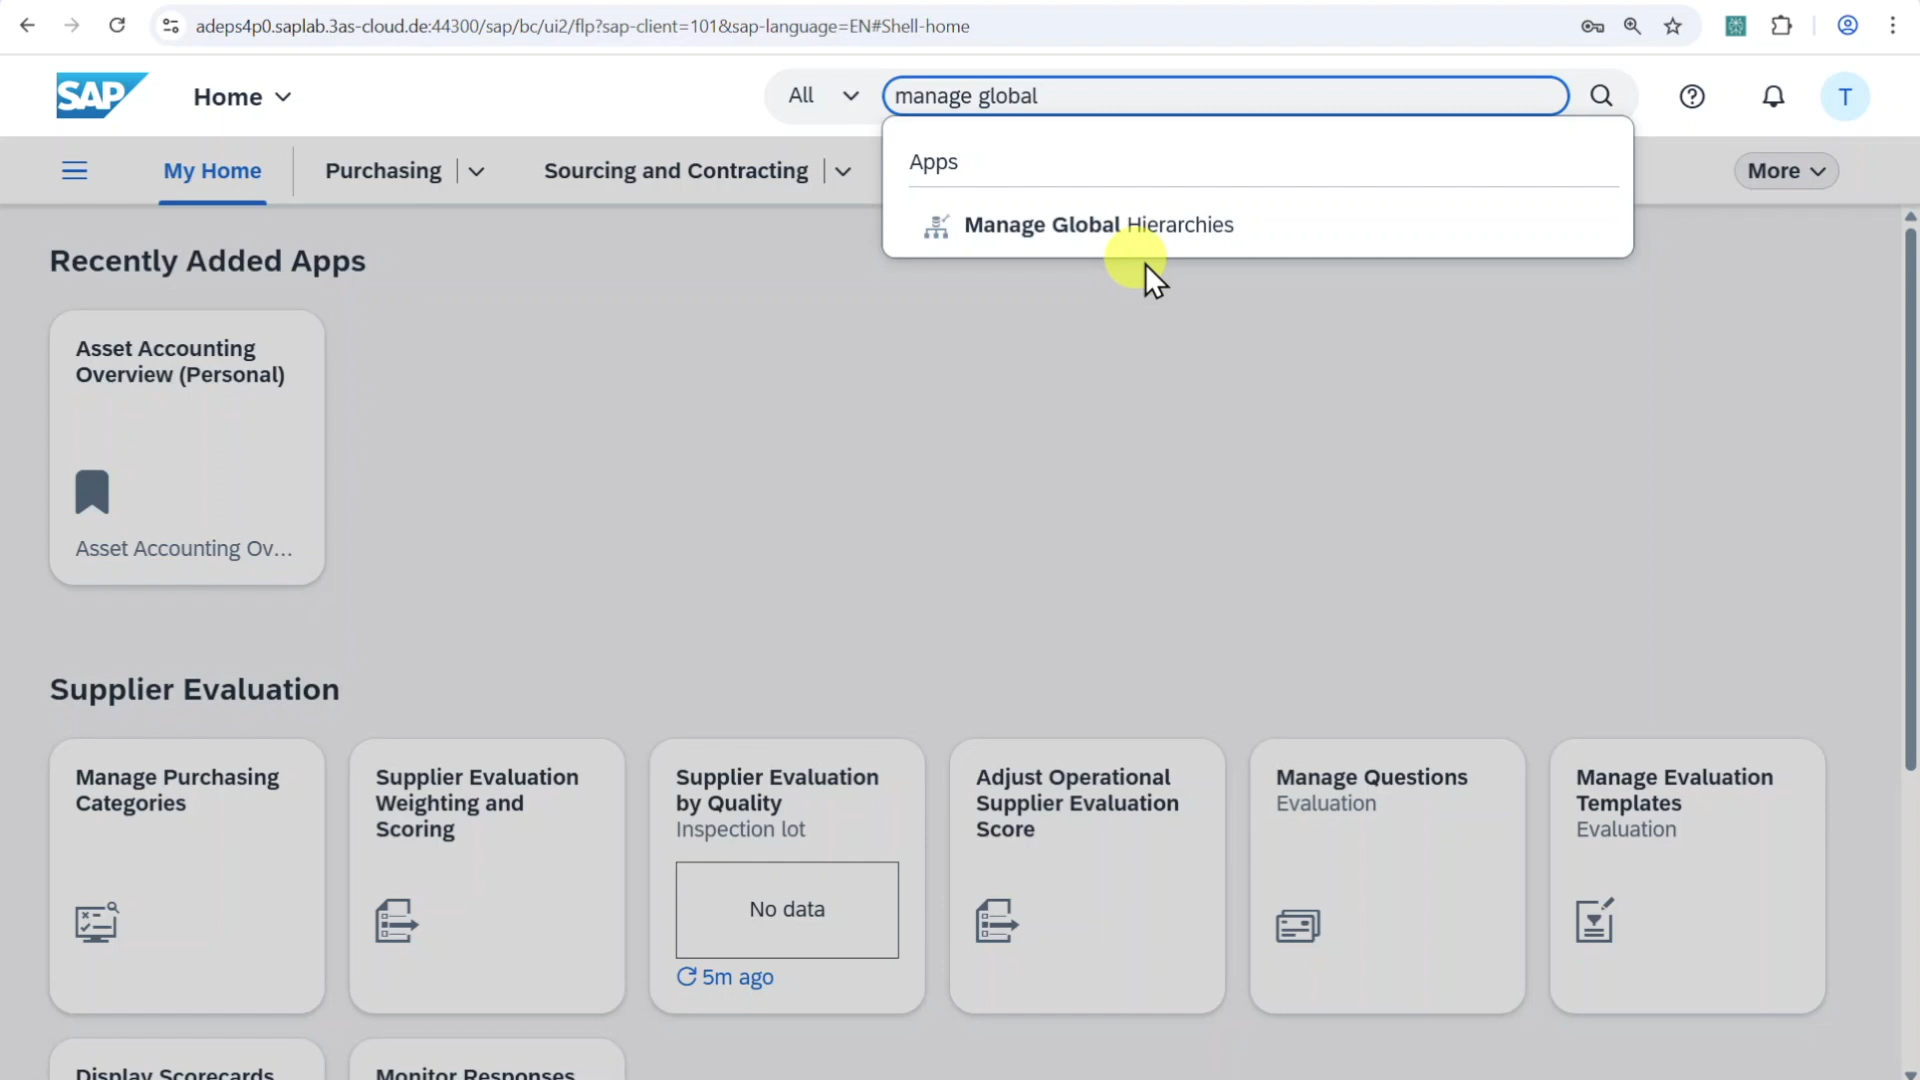 adeps4p0.saplab.3as-cloud.de:44300/sap/bc/ui2/flp?sap-client=101&sap-language=EN#Shell-home
SAP
Home
All
manage global
T
My Home
Purchasing
Sourcing and Contracting
More
Apps
Manage Global Hierarchies
Recently Added Apps
Asset Accounting
Overview (Personal)
Asset Accounting Ov...
Supplier Evaluation
Manage Purchasing
Categories
Supplier Evaluation
Weighting and
Scoring
Supplier Evaluation
by Quality
Inspection lot
No data
5m ago
Adjust Operational
Supplier Evaluation
Score
Manage Questions
Evaluation
Manage Evaluation
Templates
Evaluation
Display Scorecards
Monitor Responses